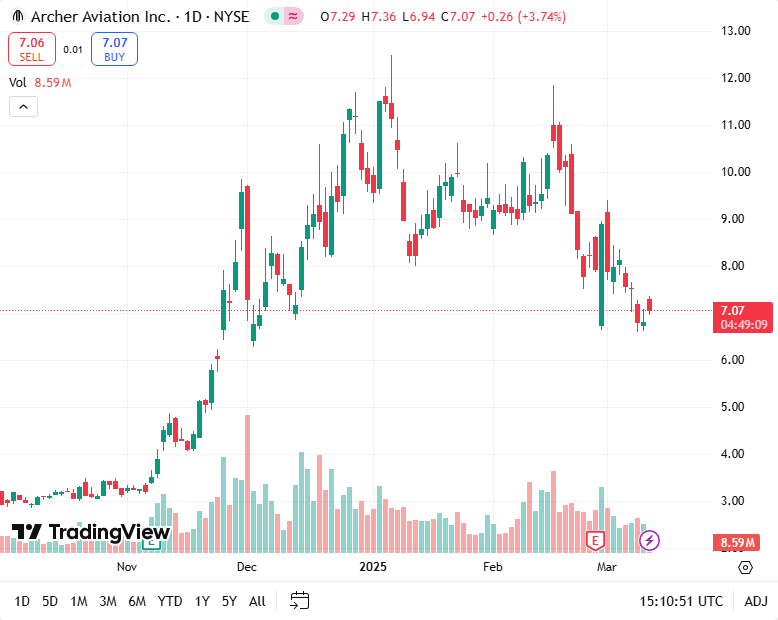 Archer Aviation Inc. · 1D · NYSE ≈ O7.29 H7.36 L6.94 C7.07 +0.26 (+3.74%)
7.06 SELL 0.01 7.07 BUY
Vol 8.59M
13.00
12.00
11.00
10.00
9.00
8.00
7.07
04:49:09
6.00
5.00
4.00
3.00
8.59M
TradingView
E E
Nov Dec 2025 Feb Mar
1D 5D 1M 3M 6M YTD 1Y 5Y All 15:10:51 UTC ADJ